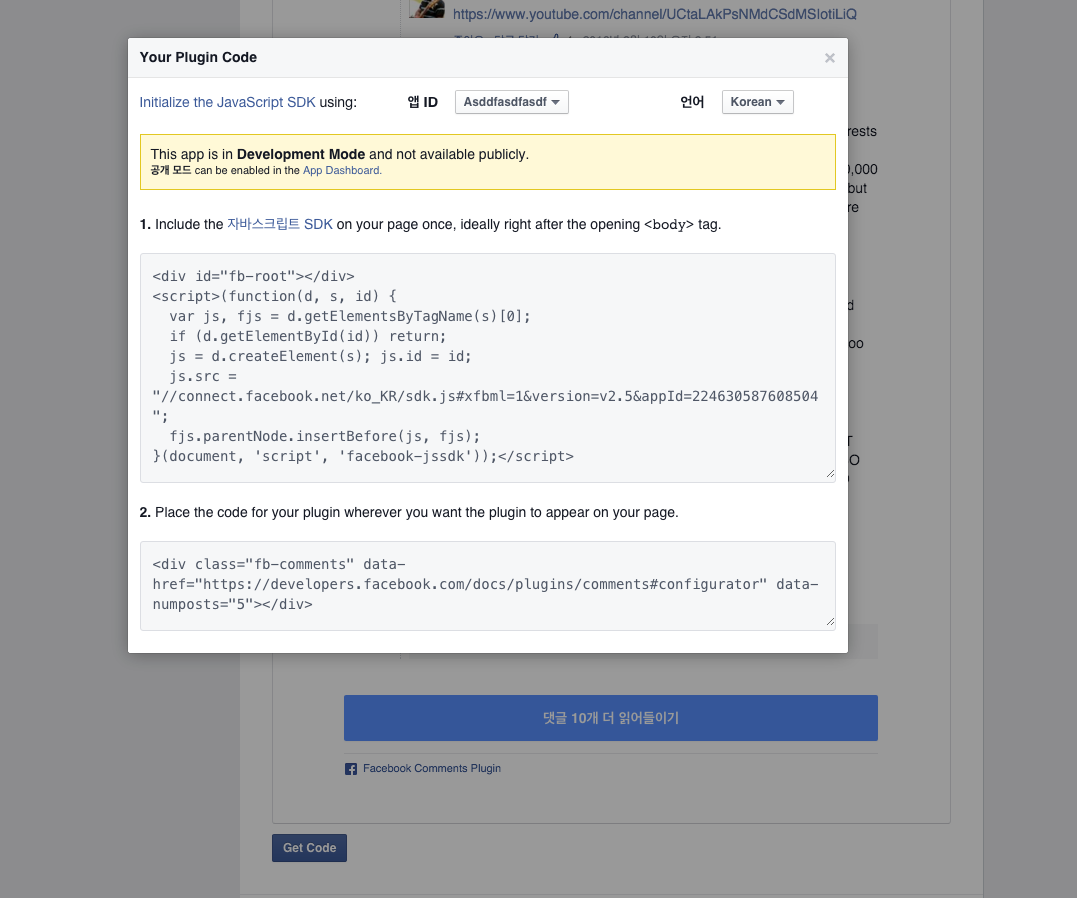 https://www.youtube.com/channel/UCtaLAkPsNMdCSdMSIotiLiQ
Your Plugin Code
×
Initialize the JavaScript SDK using: 앱 ID Asddfasdfasdf 언어 Korean
rests
This app is in Development Mode and not available publicly.
공개 모드 can be enabled in the App Dashboard.
0,000
but
re
1. Include the 자바스크립트 SDK on your page once, ideally right after the opening <body> tag.
<div id="fb-root"></div>
<script>(function(d, s, id) {
var js, fjs = d.getElementsByTagName(s)[0];
if (d.getElementById(id)) return;
js = d.createElement(s); js.id = id;
js.src =
"//connect.facebook.net/ko_KR/sdk.js#xfbml=1&version=v2.5&appId=224630587608504
";
fjs.parentNode.insertBefore(js, fjs);
}(document, 'script', 'facebook-jssdk'));</script>
d
oo
T
O
2. Place the code for your plugin wherever you want the plugin to appear on your page.
<div class="fb-comments" data-
href="https://developers.facebook.com/docs/plugins/comments#configurator" data-
numposts="5"></div>
댓글 10개 더 읽어들이기
Facebook Comments Plugin
Get Code